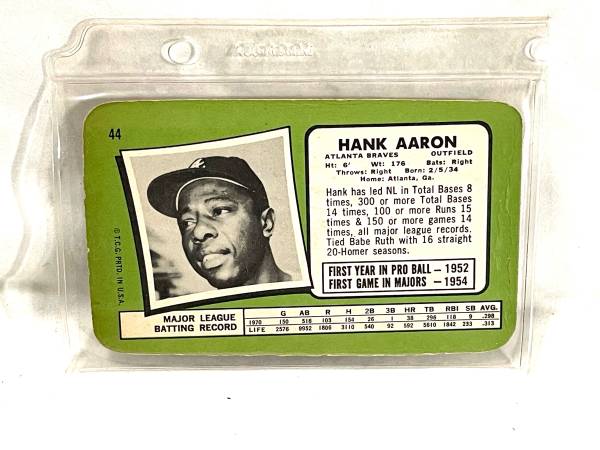 44
HANK AARON
ATLANTA BRAVES OUTFIELD
Ht: 6' Wt: 176 Bats: Right
Throws: Right Born: 2/5/34
Home: Atlanta, Ga.
Hank has led NL in Total Bases 8
times, 300 or more Total Bases
14 times, 100 or more Runs 15
times & 150 or more games 14
times, all major league records.
Tied Babe Ruth with 16 straight
20-Homer seasons.
FIRST YEAR IN PRO BALL — 1952
FIRST GAME IN MAJORS — 1954
© T.C.G. PRTD. IN U.S.A.
MAJOR LEAGUE
BATTING RECORD
G AB R H 2B 3B HR TB RBI SB AVG.
1970 150 516 103 154 26 1 38 296 118 9 .298
LIFE 2576 9952 1806 3110 540 92 592 5610 1842 233 .313